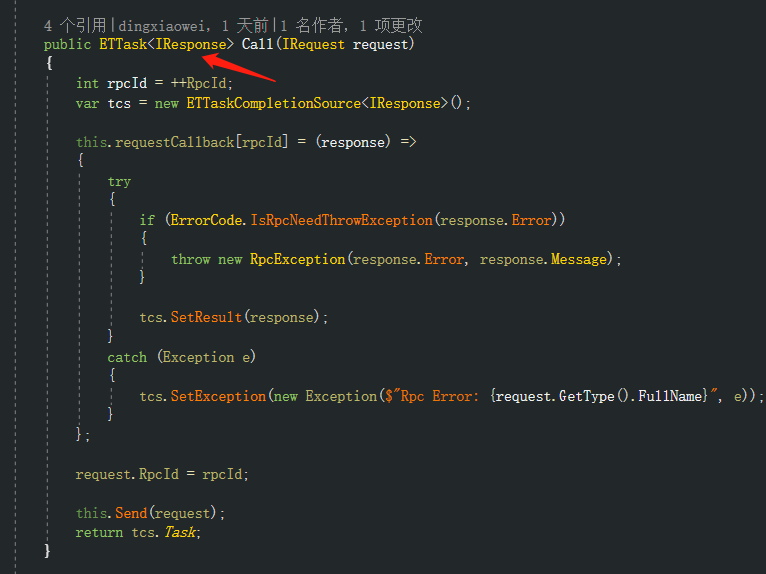 4 个引用|dingxiaowei，1 天前|1 名作者，1 项更改
public ETTask<IResponse> Call(IRequest request)
{
int rpcId = ++RpcId;
var tcs = new ETTaskCompletionSource<IResponse>();
this.requestCallback[rpcId] = (response) =>
{
try
{
if (ErrorCode.IsRpcNeedThrowException(response.Error))
{
throw new RpcException(response.Error, response.Message);
}
tcs.SetResult(response);
}
catch (Exception e)
{
tcs.SetException(new Exception($"Rpc Error: {request.GetType().FullName}", e));
}
};
request.RpcId = rpcId;
this.Send(request);
return tcs.Task;
}